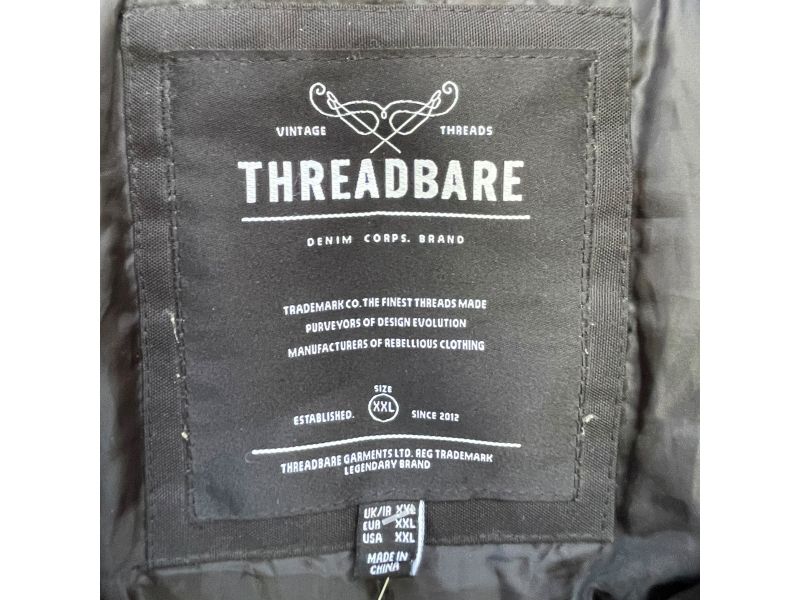 VINTAGE THREADS
THREADBARE
DENIM CORPS. BRAND
TRADEMARK CO. THE FINEST THREADS MADE
PURVEYORS OF DESIGN EVOLUTION
MANUFACTURERS OF REBELLIOUS CLOTHING
SIZE
ESTABLISHED. XXL SINCE 2012
THREADBARE GARMENTS LTD. REG TRADEMARK
LEGENDARY BRAND
UK/IR XXL
EUR XXL
USA XXL
MADE IN
CHINA